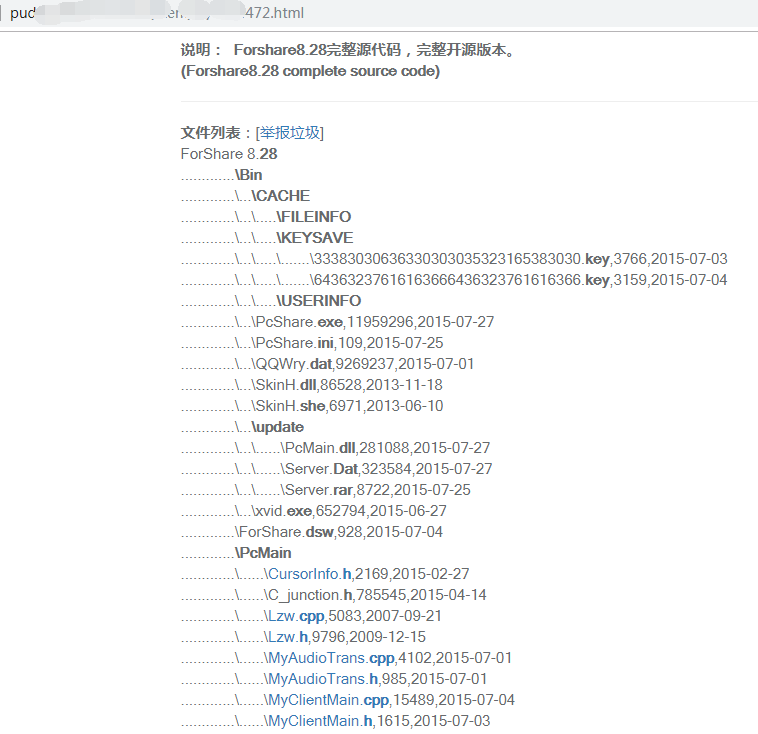 pud 472.html
说明： Forshare8.28完整源代码，完整开源版本。
(Forshare8.28 complete source code)
文件列表：[举报垃圾]
ForShare 8.28
.............\Bin
.............\...\CACHE
.............\...\.....\FILEINFO
.............\...\.....\KEYSAVE
.............\...\.....\.......\33383030636330303035323165383030.key,3766,2015-07-03
.............\...\.....\.......\64363237616163666436323761616366.key,3159,2015-07-04
.............\...\.....\USERINFO
.............\...\PcShare.exe,11959296,2015-07-27
.............\...\PcShare.ini,109,2015-07-25
.............\...\QQWry.dat,9269237,2015-07-01
.............\...\SkinH.dll,86528,2013-11-18
.............\...\SkinH.she,6971,2013-06-10
.............\...\update
.............\...\......\PcMain.dll,281088,2015-07-27
.............\...\......\Server.Dat,323584,2015-07-27
.............\...\......\Server.rar,8722,2015-07-25
.............\...\xvid.exe,652794,2015-06-27
.............\ForShare.dsw,928,2015-07-04
.............\PcMain
.............\......\CursorInfo.h,2169,2015-02-27
.............\......\C_junction.h,785545,2015-04-14
.............\......\Lzw.cpp,5083,2007-09-21
.............\......\Lzw.h,9796,2009-12-15
.............\......\MyAudioTrans.cpp,4102,2015-07-01
.............\......\MyAudioTrans.h,985,2015-07-01
.............\......\MyClientMain.cpp,15489,2015-07-04
.............\......\MyClientMain.h,1615,2015-07-03